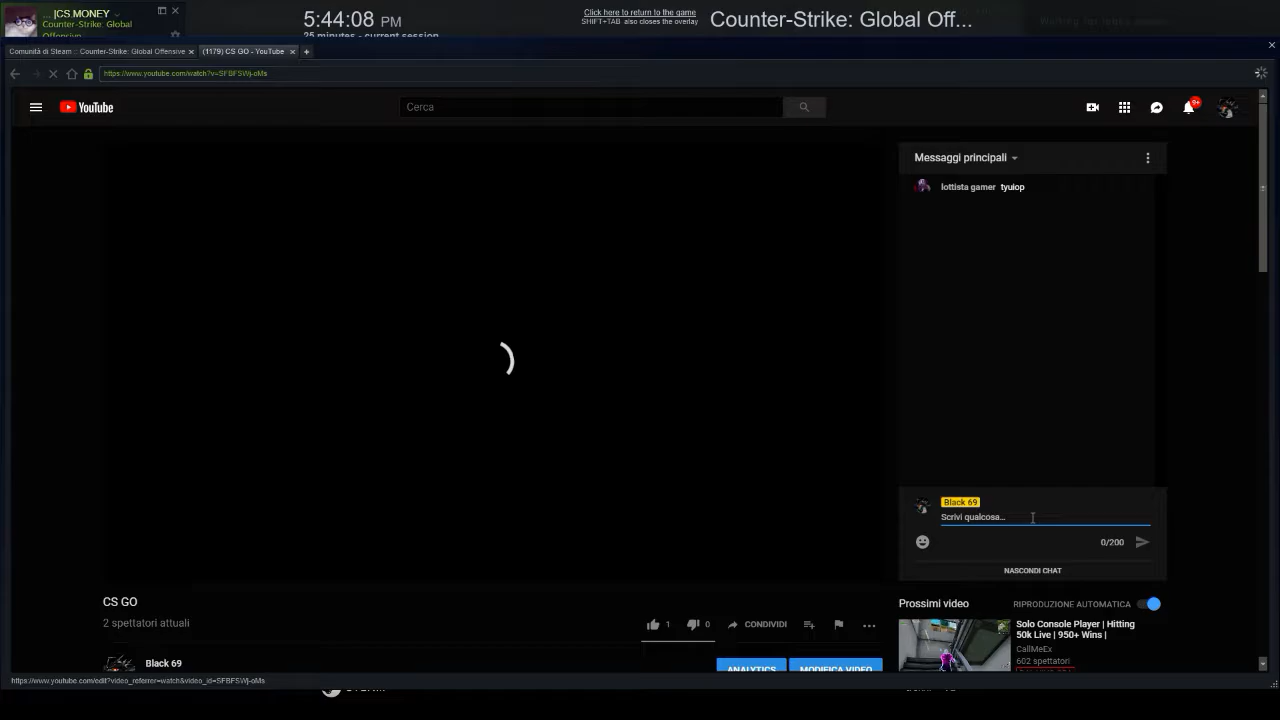 ... |CS.MONEY
Counter-Strike: Global
Offensive
5:44:08 PM
25 minutes - current session
Click here to return to the game
SHIFT+TAB also closes the overlay
Counter-Strike: Global Off...
Comunità di Steam :: Counter-Strike: Global Offensive
(1179) CS GO - YouTube
https://www.youtube.com/watch?v=SFBFSWj-oMs
YouTube
Cerca
9+
Messaggi principali
lottista gamer tyuiop
Black 69
Scrivi qualcosa...
0/200
NASCONDI CHAT
CS GO
2 spettatori attuali
1
0
CONDIVIDI
Prossimi video
RIPRODUZIONE AUTOMATICA
Solo Console Player | Hitting
50k Live | 950+ Wins |
CallMeEx
602 spettatori
Black 69
ANALYTICS
MODIFICA VIDEO
https://www.youtube.com/edit?video_referrer=watch&video_id=SFBFSWj-oMs